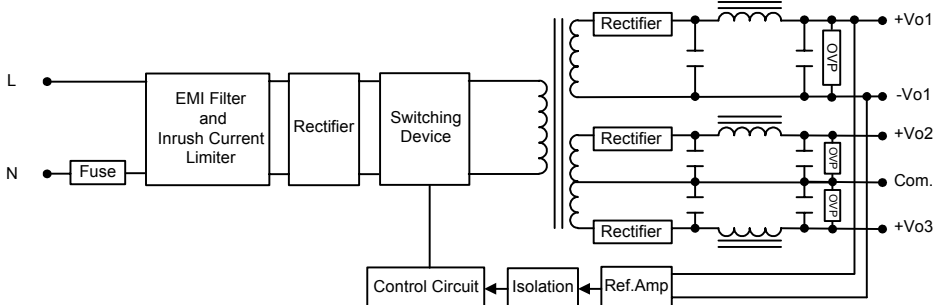 Rectifier
+Vo1
OVP
-Vo1
L
EMI Filter
and
Inrush Current
Limiter
Rectifier
Switching
Device
Rectifier
+Vo2
OVP
N
Fuse
Com.
OVP
Rectifier
+Vo3
Control Circuit
Isolation
Ref.Amp